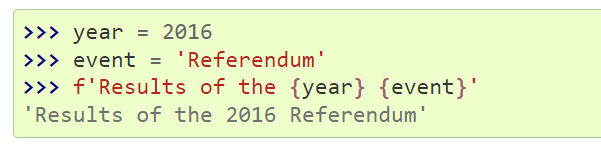 >>> year = 2016
>>> event = 'Referendum'
>>> f'Results of the {year} {event}'
'Results of the 2016 Referendum'